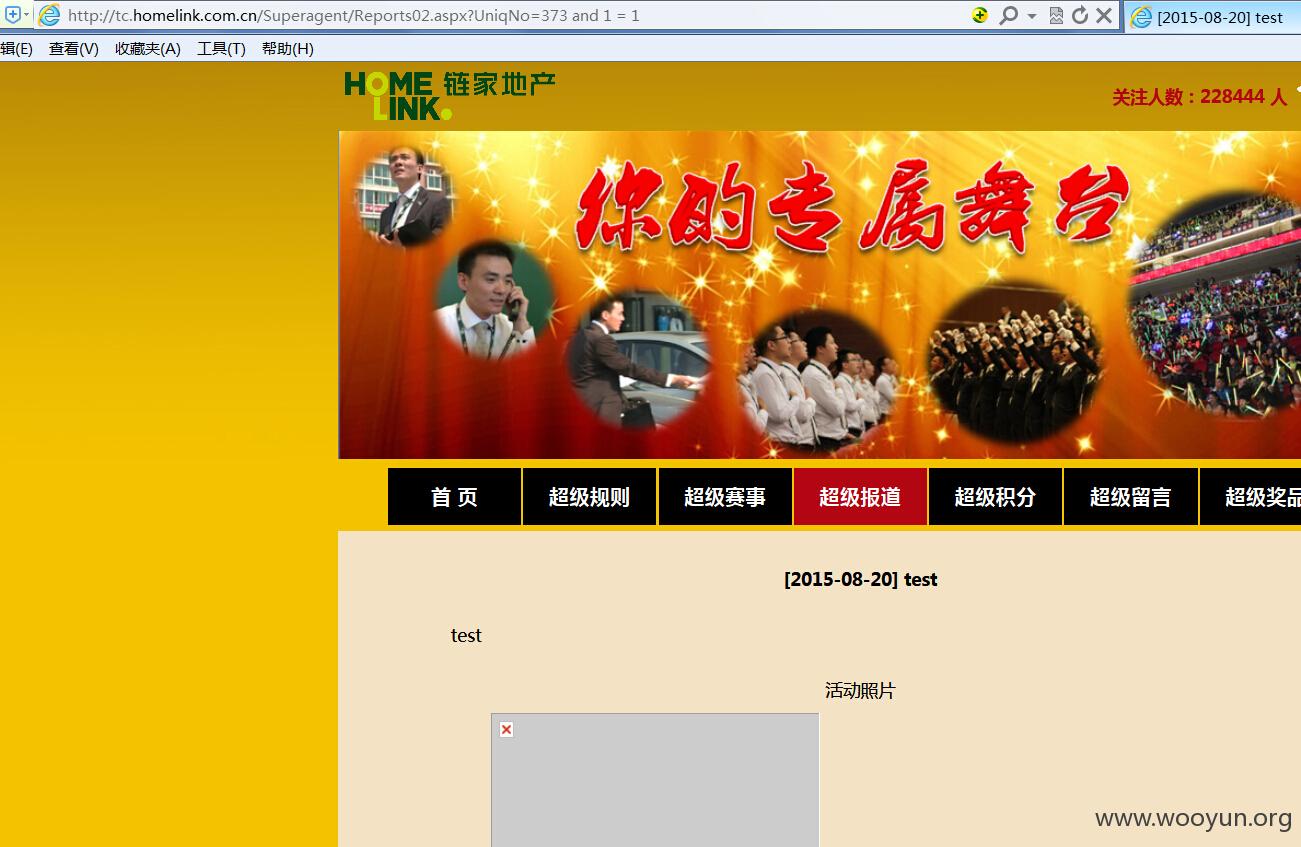 http://tc.homelink.com.cn/Superagent/Reports02.aspx?UniqNo=373 and 1 = 1
[2015-08-20] test
辑(E) 查看(V) 收藏夹(A) 工具(T) 帮助(H)
HOME LINK. 链家地产
关注人数：228444 人
你的专属舞台
首 页 超级规则 超级赛事 超级报道 超级积分 超级留言 超级奖品
[2015-08-20] test
test
活动照片
www.wooyun.org